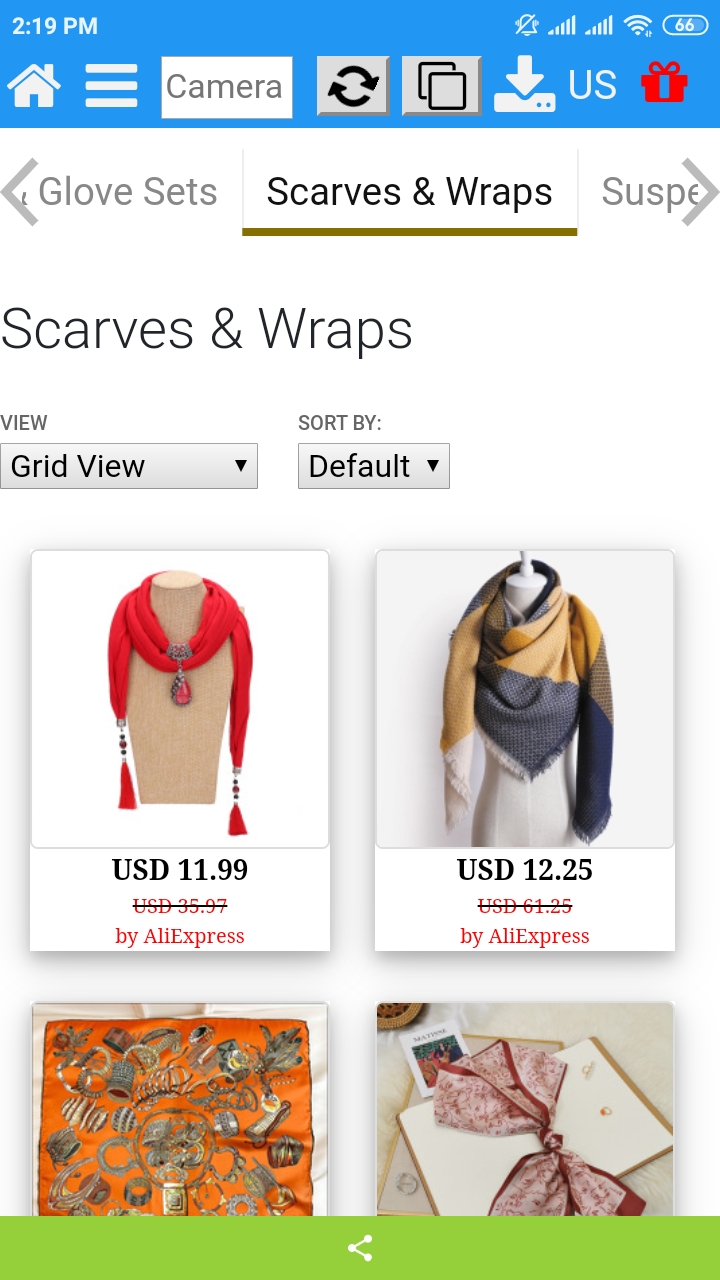 2:19 PM
66
Camera
US
& Glove Sets
Scarves & Wraps
Suspe
Scarves & Wraps
VIEW
SORT BY:
Grid View
Default
USD 11.99
USD 12.25
USD 35.97
USD 61.25
by AliExpress
by AliExpress
MATISSE